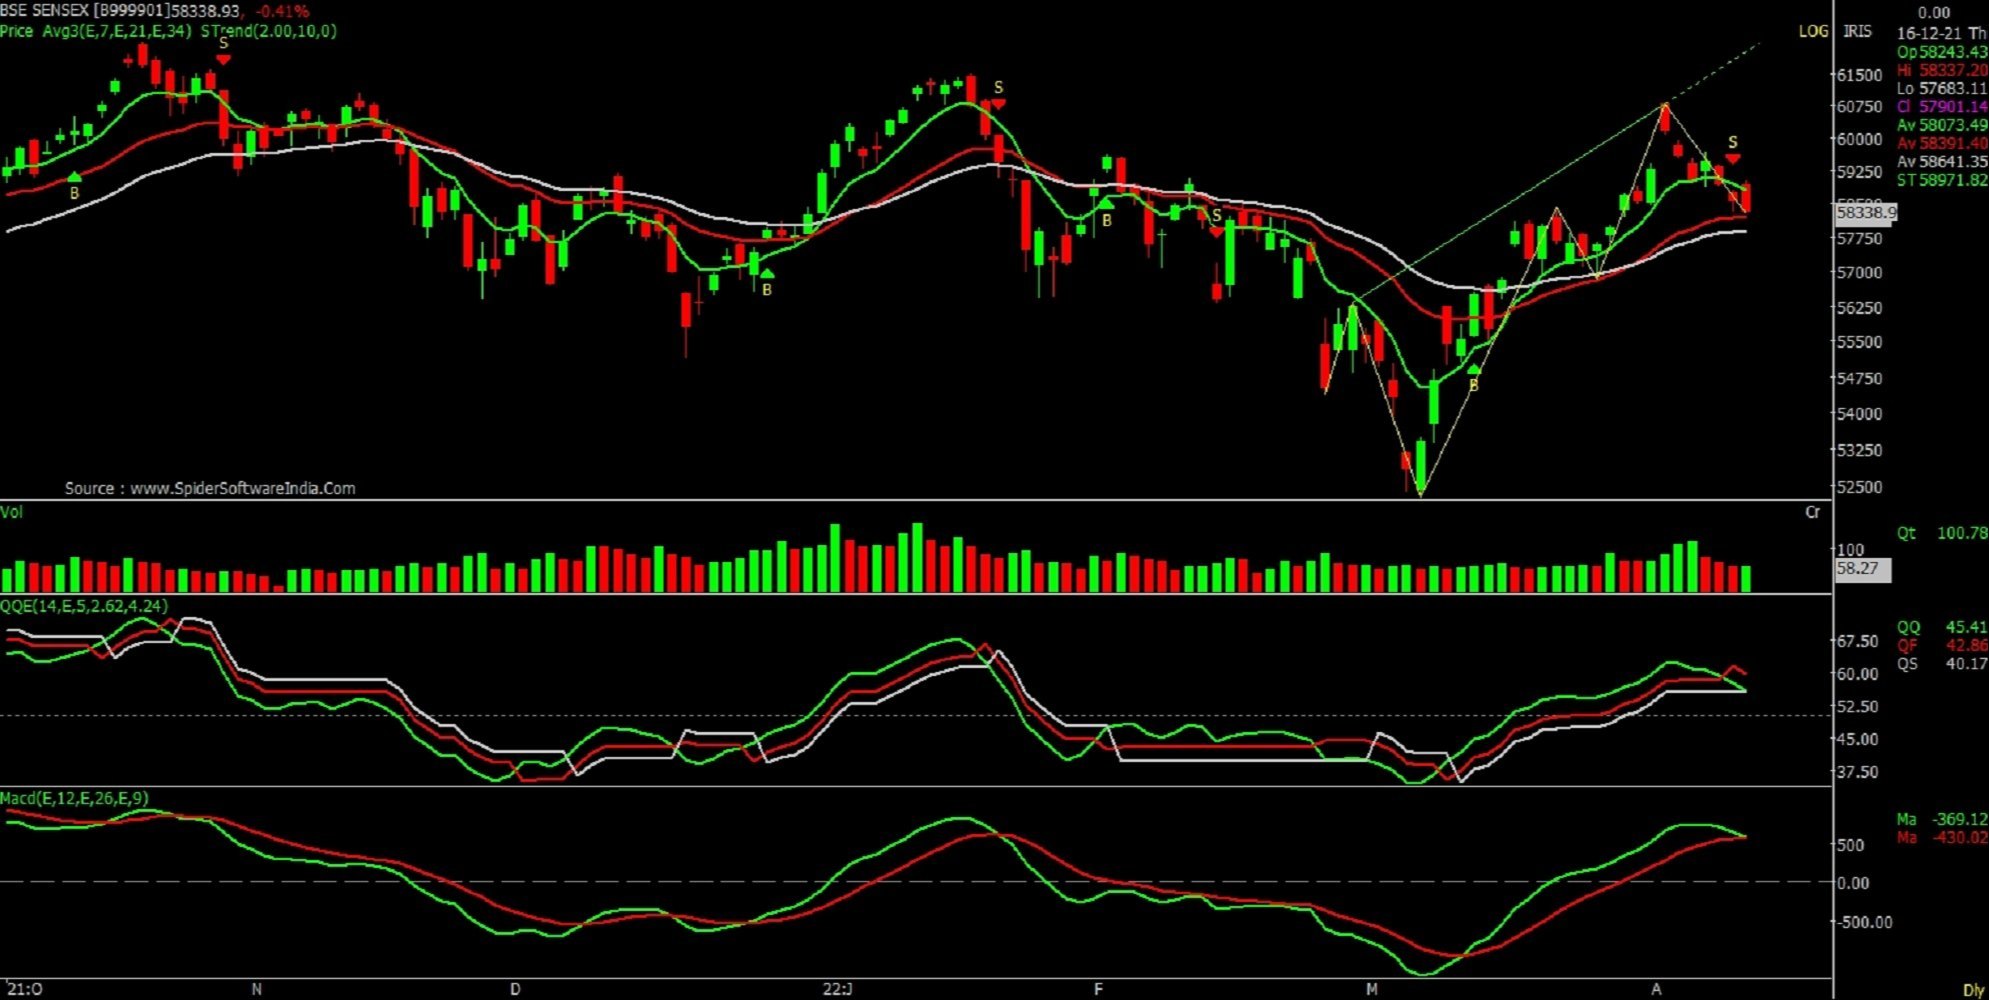 BSE SENSEX [B999901]58338.93, -0.41%
Price Avg3(E,7,E,21,E,34) STrend(2.00,10,0)
LOG
IRIS
0.00
16-12-21 Th
Op 58243.43
Hi 58337.20
Lo 57683.11
Cl 57901.14
Av 58073.49
Av 58391.40
Av 58641.35
ST 58971.82
S
S
S
S
B
B
B
B
61500
60750
60000
59250
58338.9
57750
57000
56250
55500
54750
54000
53250
52500
Source : www.SpiderSoftwareIndia.Com
Vol
Cr
Qt 100.78
100
58.27
QQE(14,E,5,2.62,4.24)
QQ 45.41
QF 42.86
QS 40.17
67.50
60.00
52.50
45.00
37.50
Macd(E,12,E,26,E,9)
Ma -369.12
Ma -430.02
500
0.00
-500.00
21:O N D 22:J F M A
Dly